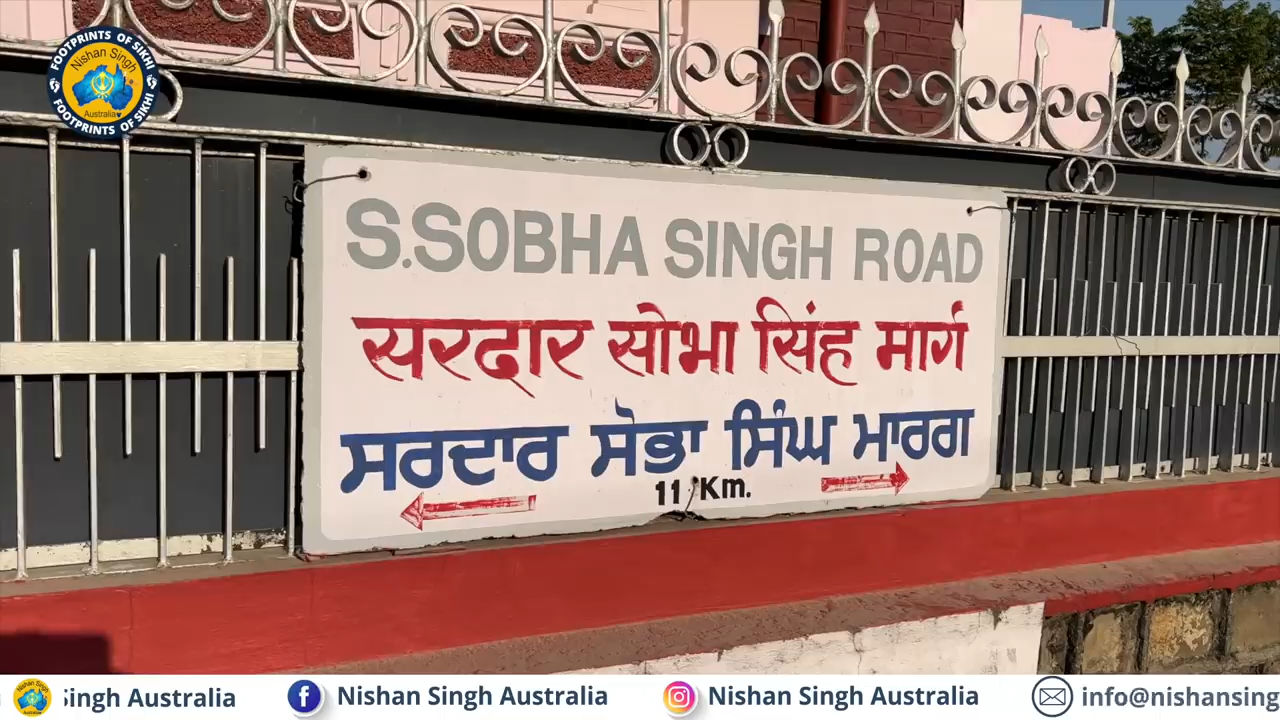 FOOTPRINTS OF SIKHI
Nishan Singh
Australia
FOOTPRINTS OF SIKHI
S.SOBHA SINGH ROAD
सरदार सोभा सिंह मार्ग
ਸਰਦਾਰ ਸੋਭਾ ਸਿੰਘ ਮਾਰਗ
11 Km.
Singh Australia
Nishan Singh Australia
Nishan Singh Australia
info@nishansing